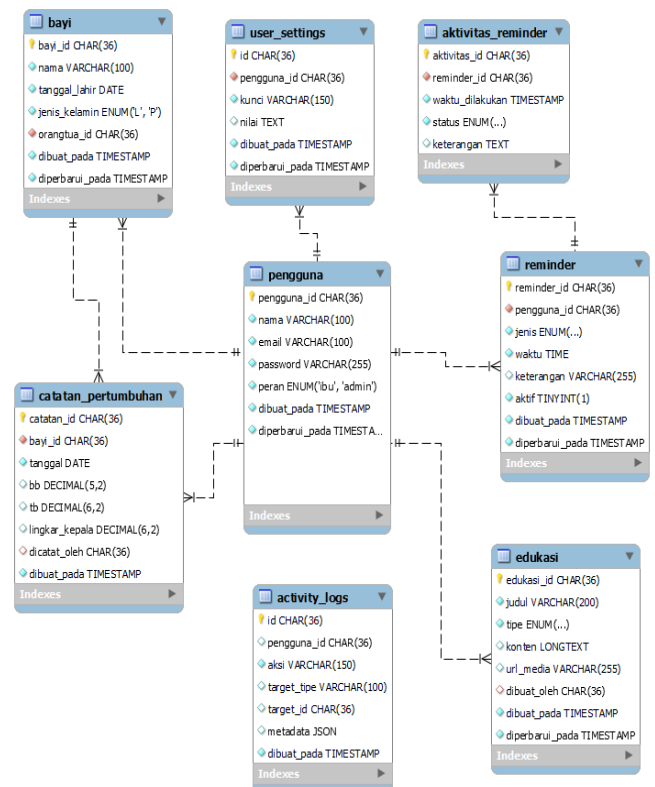 bayi
bayi_id CHAR(36)
nama VARCHAR(100)
tanggal_lahir DATE
jenis_kelamin ENUM('L', 'P')
orangtua_id CHAR(36)
dibuat_pada TIMESTAMP
diperbarui_pada TIMESTAMP
Indexes
user_settings
id CHAR(36)
pengguna_id CHAR(36)
kunci VARCHAR(150)
nilai TEXT
dibuat_pada TIMESTAMP
diperbarui_pada TIMESTAMP
Indexes
aktivitas_reminder
aktivitas_id CHAR(36)
reminder_id CHAR(36)
waktu_dilakukan TIMESTAMP
status ENUM(...)
keterangan TEXT
Indexes
pengguna
pengguna_id CHAR(36)
nama VARCHAR(100)
email VARCHAR(100)
password VARCHAR(255)
peran ENUM('ibu', 'admin')
dibuat_pada TIMESTAMP
diperbarui_pada TIMESTA...
Indexes
reminder
reminder_id CHAR(36)
pengguna_id CHAR(36)
jenis ENUM(...)
waktu TIME
keterangan VARCHAR(255)
aktif TINYINT(1)
dibuat_pada TIMESTAMP
diperbarui_pada TIMESTAMP
Indexes
catatan_pertumbuhan
catatan_id CHAR(36)
bayi_id CHAR(36)
tanggal DATE
bb DECIMAL(5,2)
tb DECIMAL(6,2)
lingkar_kepala DECIMAL(6,2)
dicatat_oleh CHAR(36)
dibuat_pada TIMESTAMP
Indexes
activity_logs
id CHAR(36)
pengguna_id CHAR(36)
aksi VARCHAR(150)
target_tipe VARCHAR(100)
target_id CHAR(36)
metadata JSON
dibuat_pada TIMESTAMP
Indexes
edukasi
edukasi_id CHAR(36)
judul VARCHAR(200)
tipe ENUM(...)
konten LONGTEXT
url_media VARCHAR(255)
dibuat_oleh CHAR(36)
dibuat_pada TIMESTAMP
diperbarui_pada TIMESTAMP
Indexes